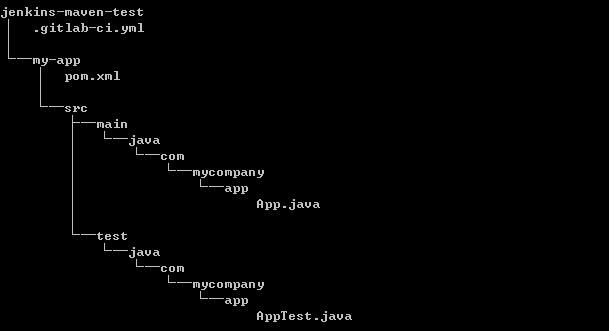 jenkins-maven-test
.gitlab-ci.yml
my-app
pom.xml
src
main
java
com
mycompany
app
App.java
test
java
com
mycompany
app
AppTest.java